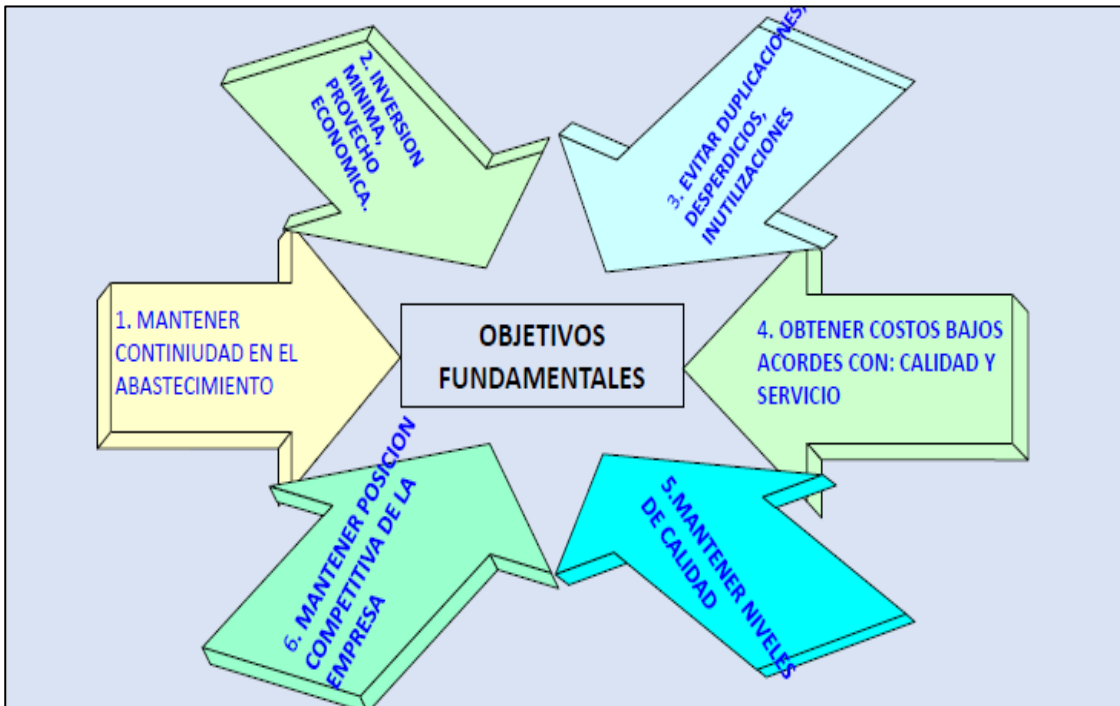 OBJETIVOS
FUNDAMENTALES
1. MANTENER
CONTINIUDAD EN EL
ABASTECIMIENTO
2. INVERSION
MINIMA,
PROVECHO
ECONOMICA.
3. EVITAR DUPLICACIONES,
DESPERDICIOS,
INUTILIZACIONES
4. OBTENER COSTOS BAJOS
ACORDES CON: CALIDAD Y
SERVICIO
5.MANTENER NIVELES
DE CALIDAD
6. MANTENER POSICION
COMPETITIVA DE LA
EMPRESA